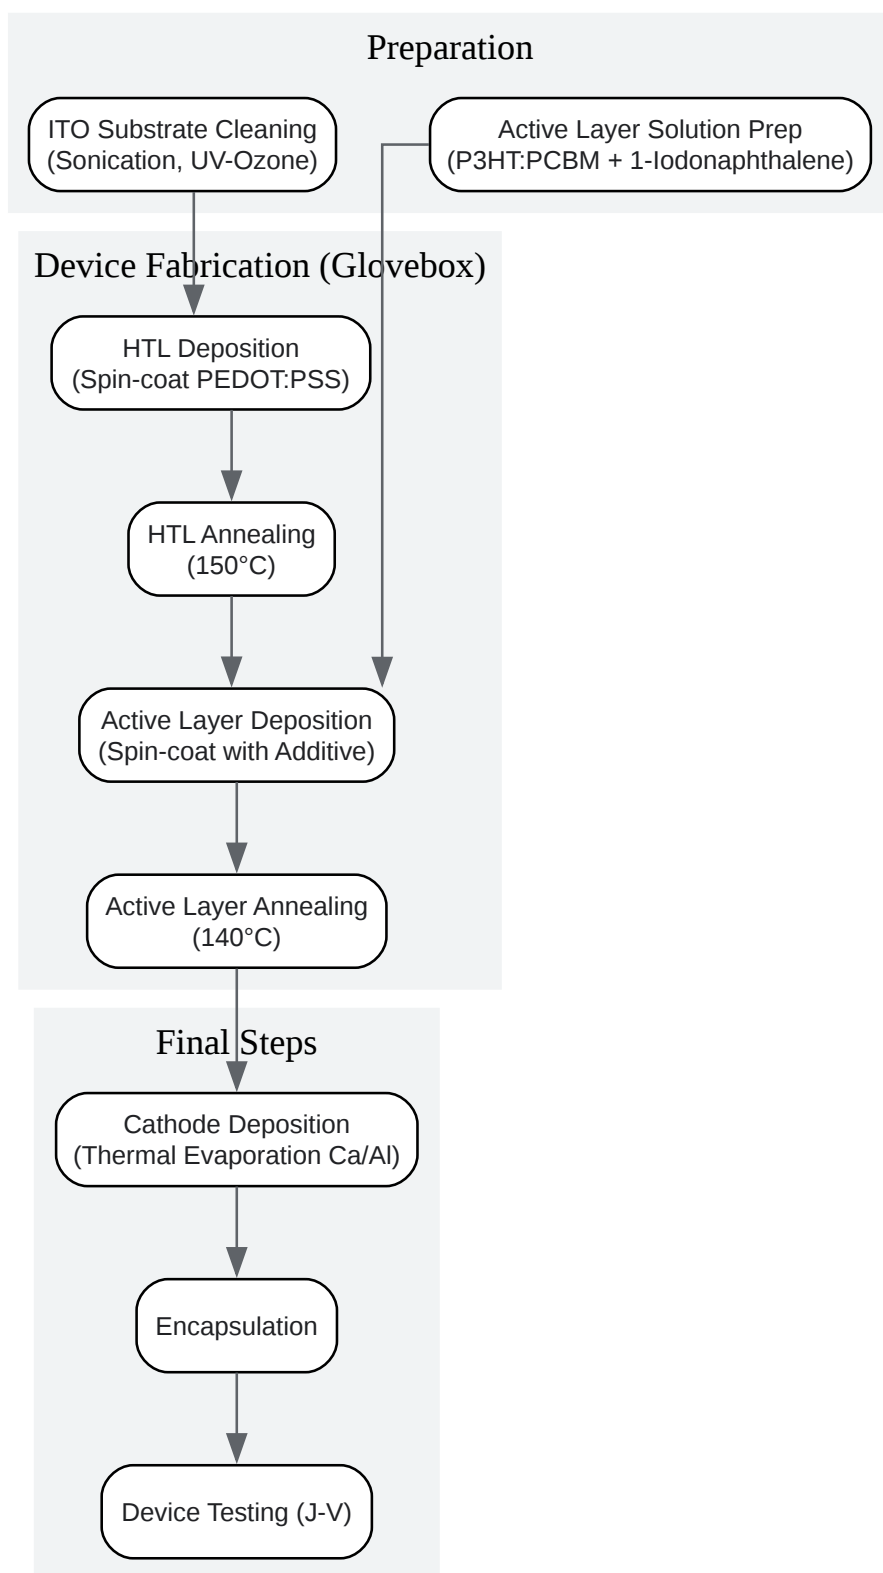 Preparation
ITO Substrate Cleaning
(Sonication, UV-Ozone)
Active Layer Solution Prep
(P3HT:PCBM + 1-Iodonaphthalene)
Device Fabrication (Glovebox)
HTL Deposition
(Spin-coat PEDOT:PSS)
HTL Annealing
(150°C)
Active Layer Deposition
(Spin-coat with Additive)
Active Layer Annealing
(140°C)
Final Steps
Cathode Deposition
(Thermal Evaporation Ca/Al)
Encapsulation
Device Testing (J-V)